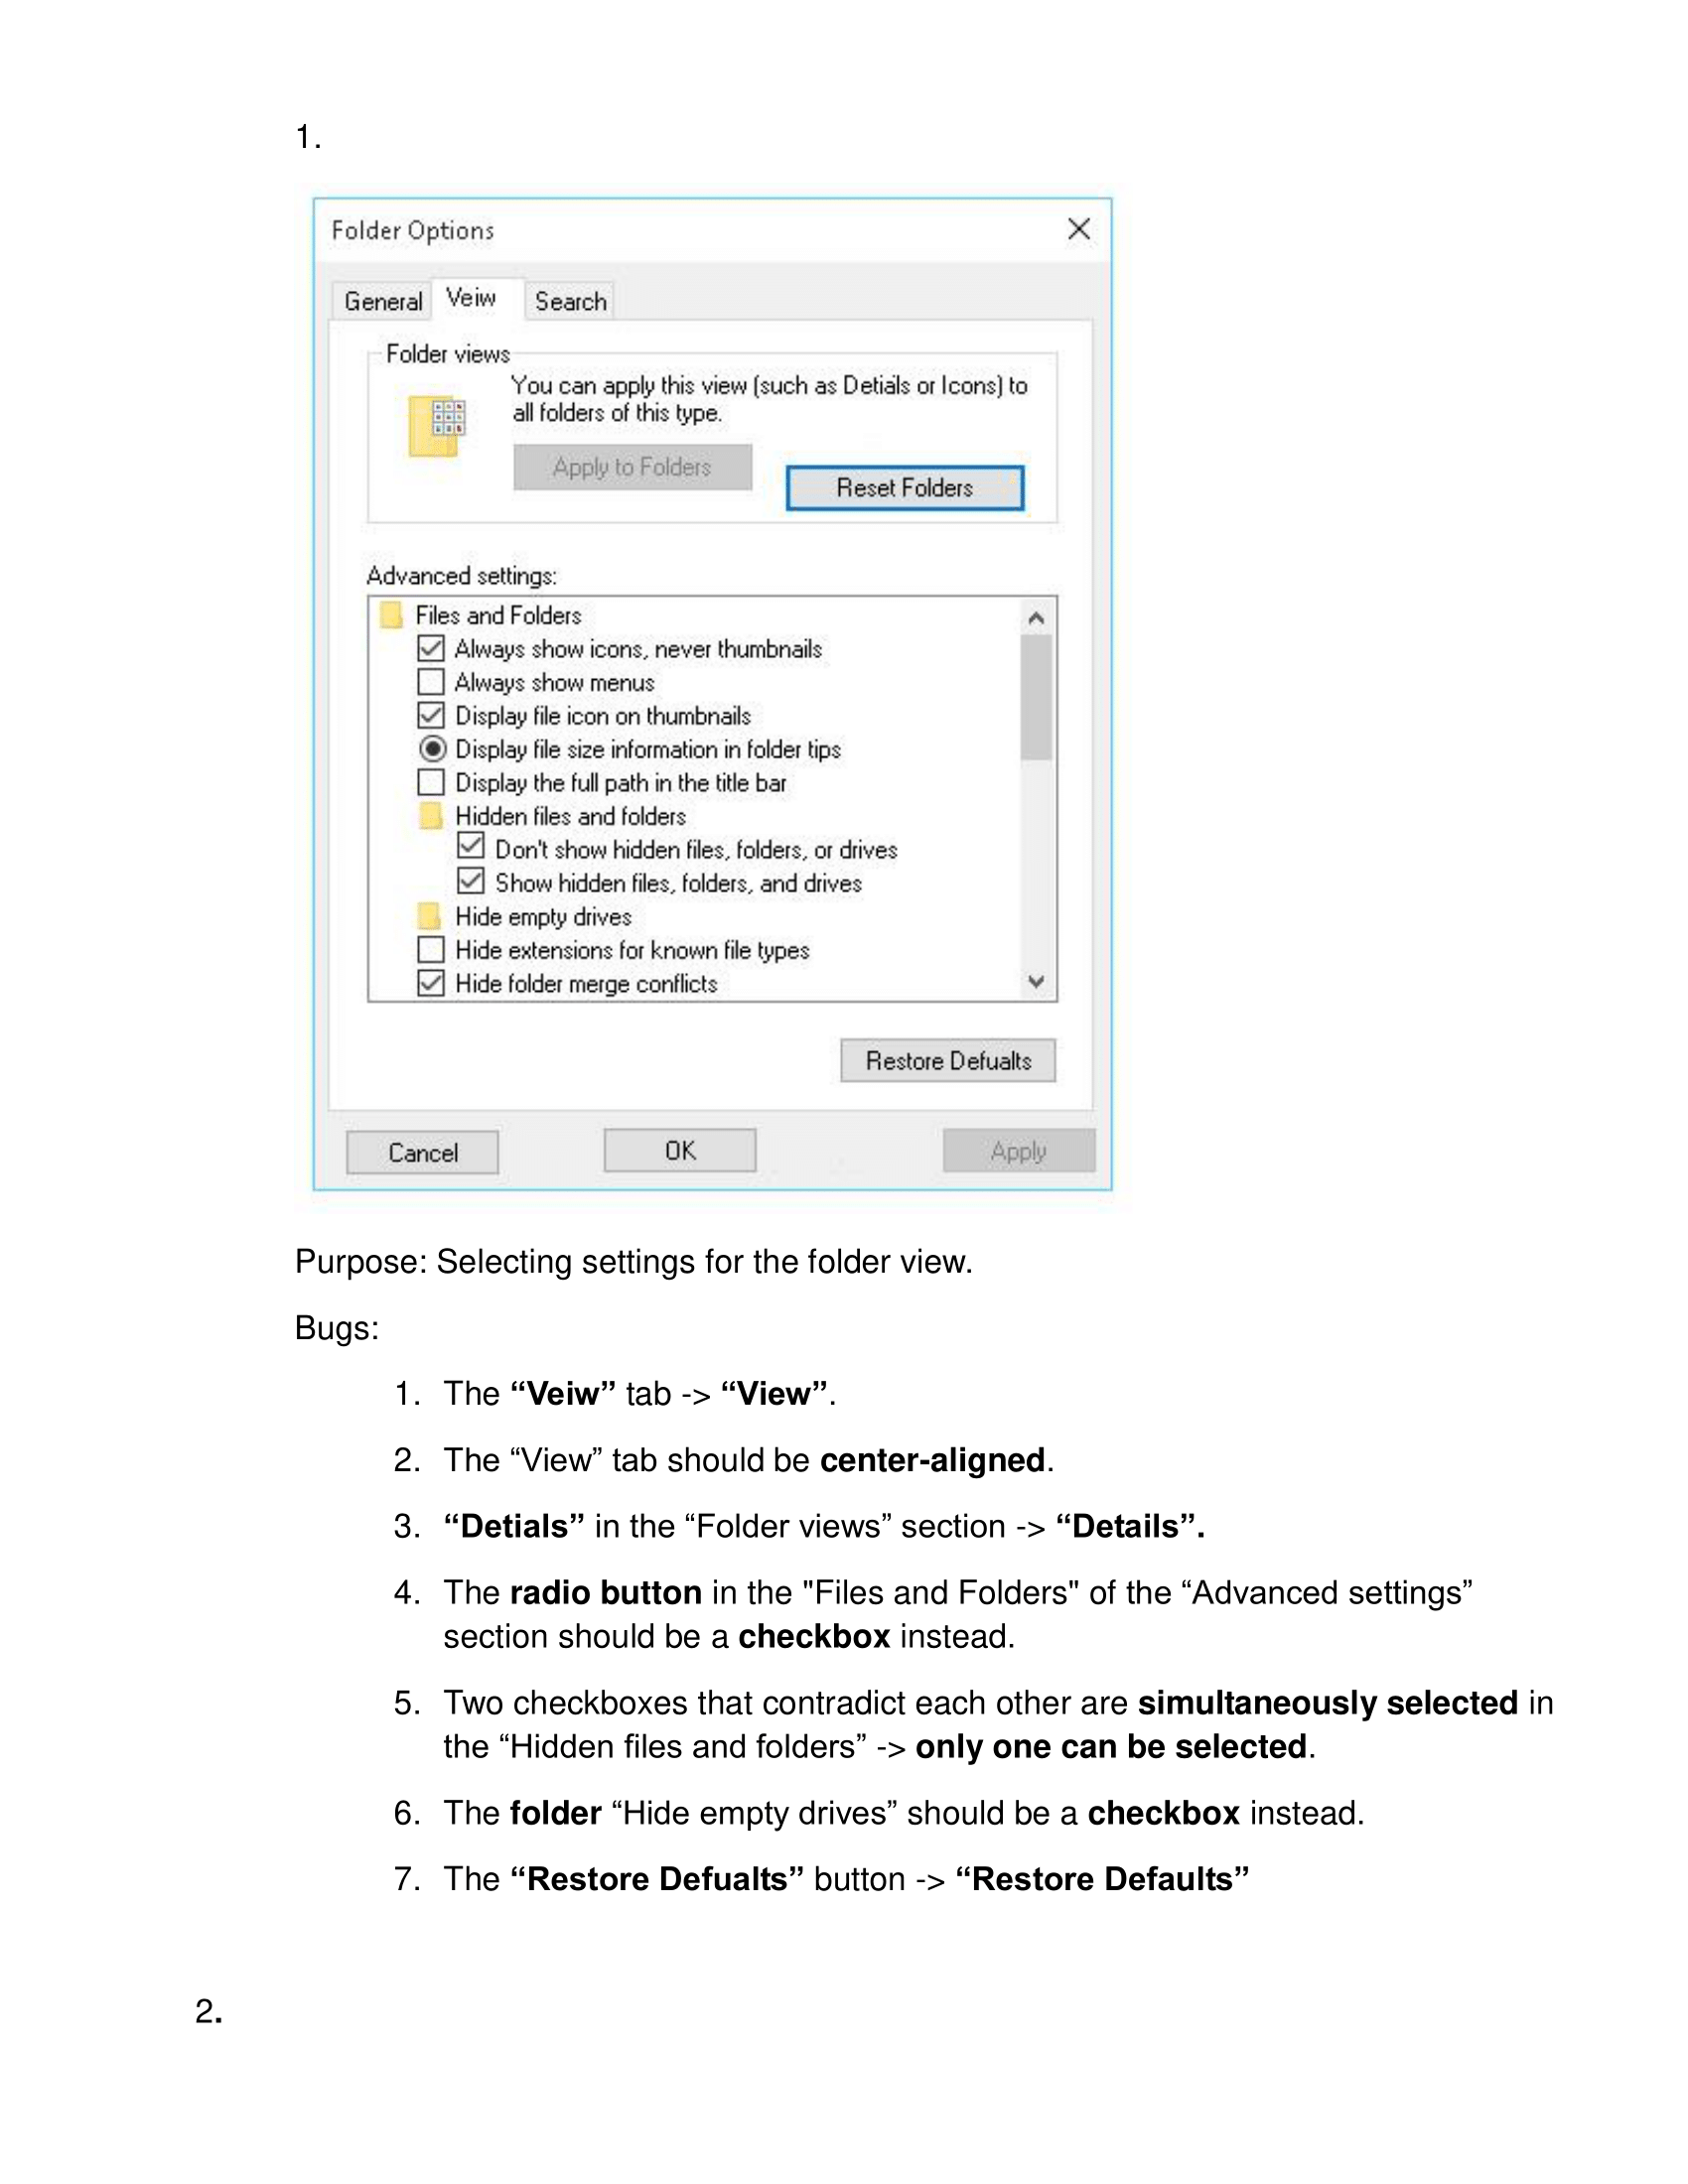 1.
Folder Options
General Veiw Search
Folder views
You can apply this view (such as Detials or Icons) to
all folders of this type.
Apply to Folders
Reset Folders
Advanced settings:
Files and Folders
Always show icons, never thumbnails
Always show menus
Display file icon on thumbnails
Display file size information in folder tips
Display the full path in the title bar
Hidden files and folders
Don't show hidden files, folders, or drives
Show hidden files, folders, and drives
Hide empty drives
Hide extensions for known file types
Hide folder merge conflicts
Restore Defualts
Cancel OK Apply
Purpose: Selecting settings for the folder view.
Bugs:
1. The “Veiw” tab -> “View”.
2. The “View” tab should be center-aligned.
3. “Detials” in the “Folder views” section -> “Details”.
4. The radio button in the "Files and Folders" of the “Advanced settings”
section should be a checkbox instead.
5. Two checkboxes that contradict each other are simultaneously selected in
the “Hidden files and folders” -> only one can be selected.
6. The folder “Hide empty drives” should be a checkbox instead.
7. The “Restore Defualts” button -> “Restore Defaults”
2.